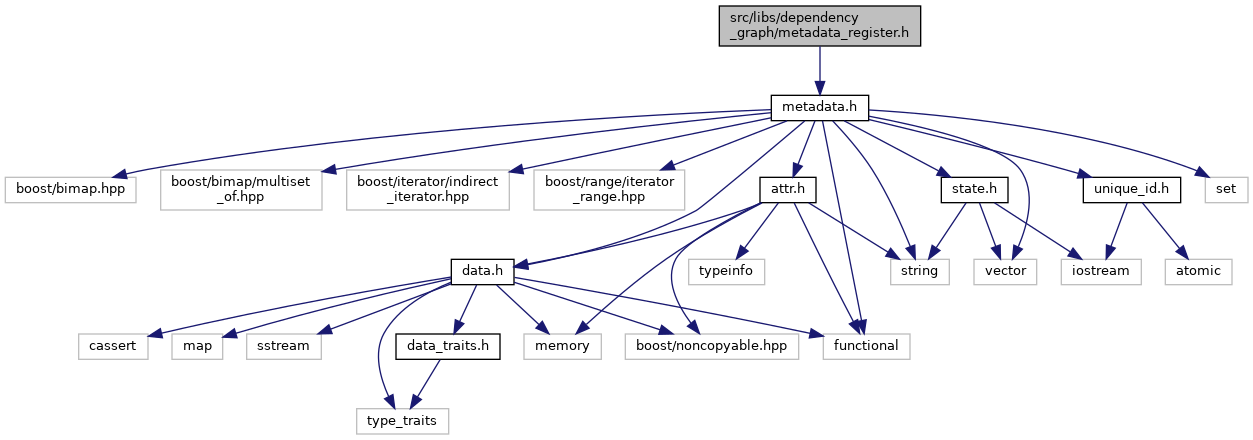 src/libs/dependency
_graph/metadata_register.h
metadata.h
boost/bimap.hpp
boost/bimap/multiset
_of.hpp
boost/iterator/indirect
_iterator.hpp
boost/range/iterator
_range.hpp
attr.h
state.h
unique_id.h
set
data.h
typeinfo
string
vector
iostream
atomic
cassert
map
sstream
data_traits.h
memory
boost/noncopyable.hpp
functional
type_traits